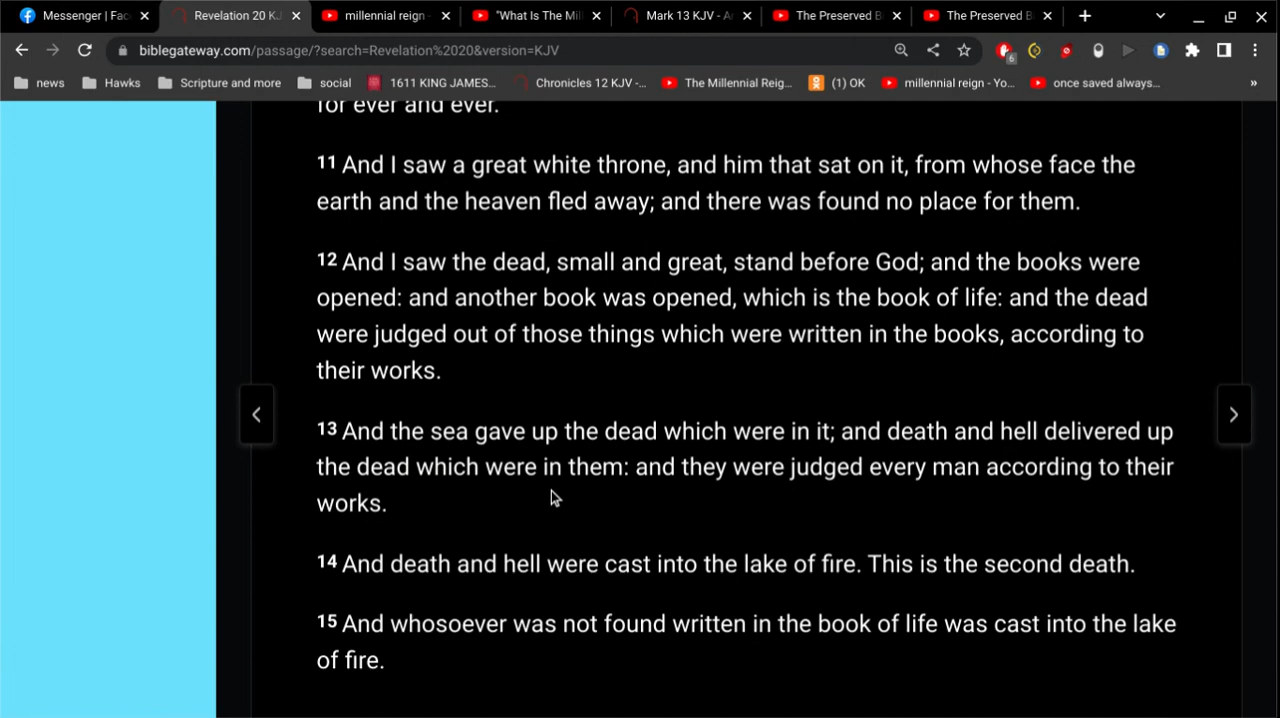 Messenger | Fac
Revelation 20 KJ
millennial reign -
"What Is The Mil
Mark 13 KJV - A
The Preserved B
The Preserved B
biblegateway.com/passage/?search=Revelation%2020&version=KJV
6
news
Hawks
Scripture and more
social
1611 KING JAMES...
Chronicles 12 KJV -...
The Millennial Reig...
(1) OK
millennial reign - Yo...
once saved always...
»
for ever and ever.
11 And I saw a great white throne, and him that sat on it, from whose face the
earth and the heaven fled away; and there was found no place for them.
12 And I saw the dead, small and great, stand before God; and the books were
opened: and another book was opened, which is the book of life: and the dead
were judged out of those things which were written in the books, according to
their works.
13 And the sea gave up the dead which were in it; and death and hell delivered up
the dead which were in them: and they were judged every man according to their
works.
14 And death and hell were cast into the lake of fire. This is the second death.
15 And whosoever was not found written in the book of life was cast into the lake
of fire.